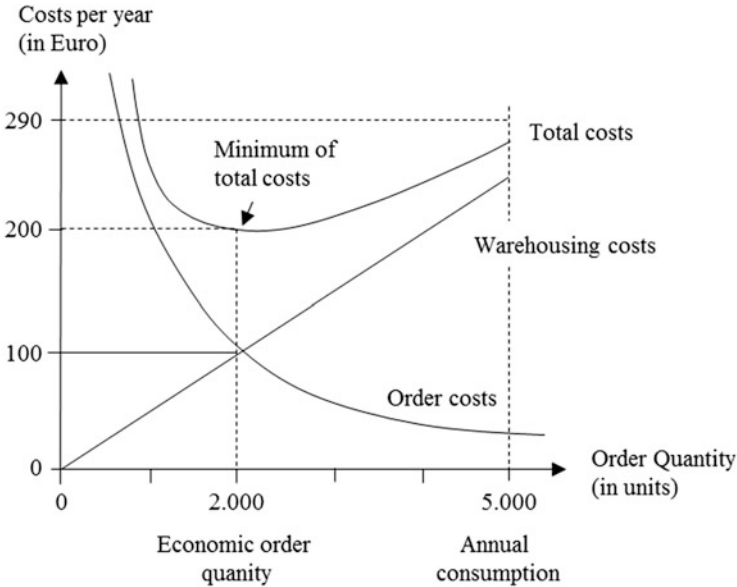 Costs per year
(in Euro)
290
Total costs
Minimum of
total costs
200
Warehousing costs
100
Order costs
0
Order Quantity
(in units)
0
2.000
5.000
Economic order
quanity
Annual
consumption